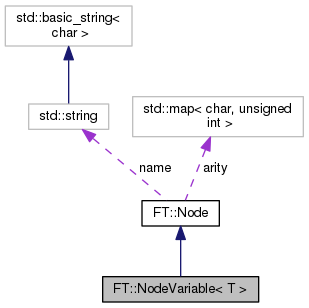 std::basic_string<
char >
std::string
std::map< char, unsigned
int >
name
arity
FT::Node
FT::NodeVariable< T >